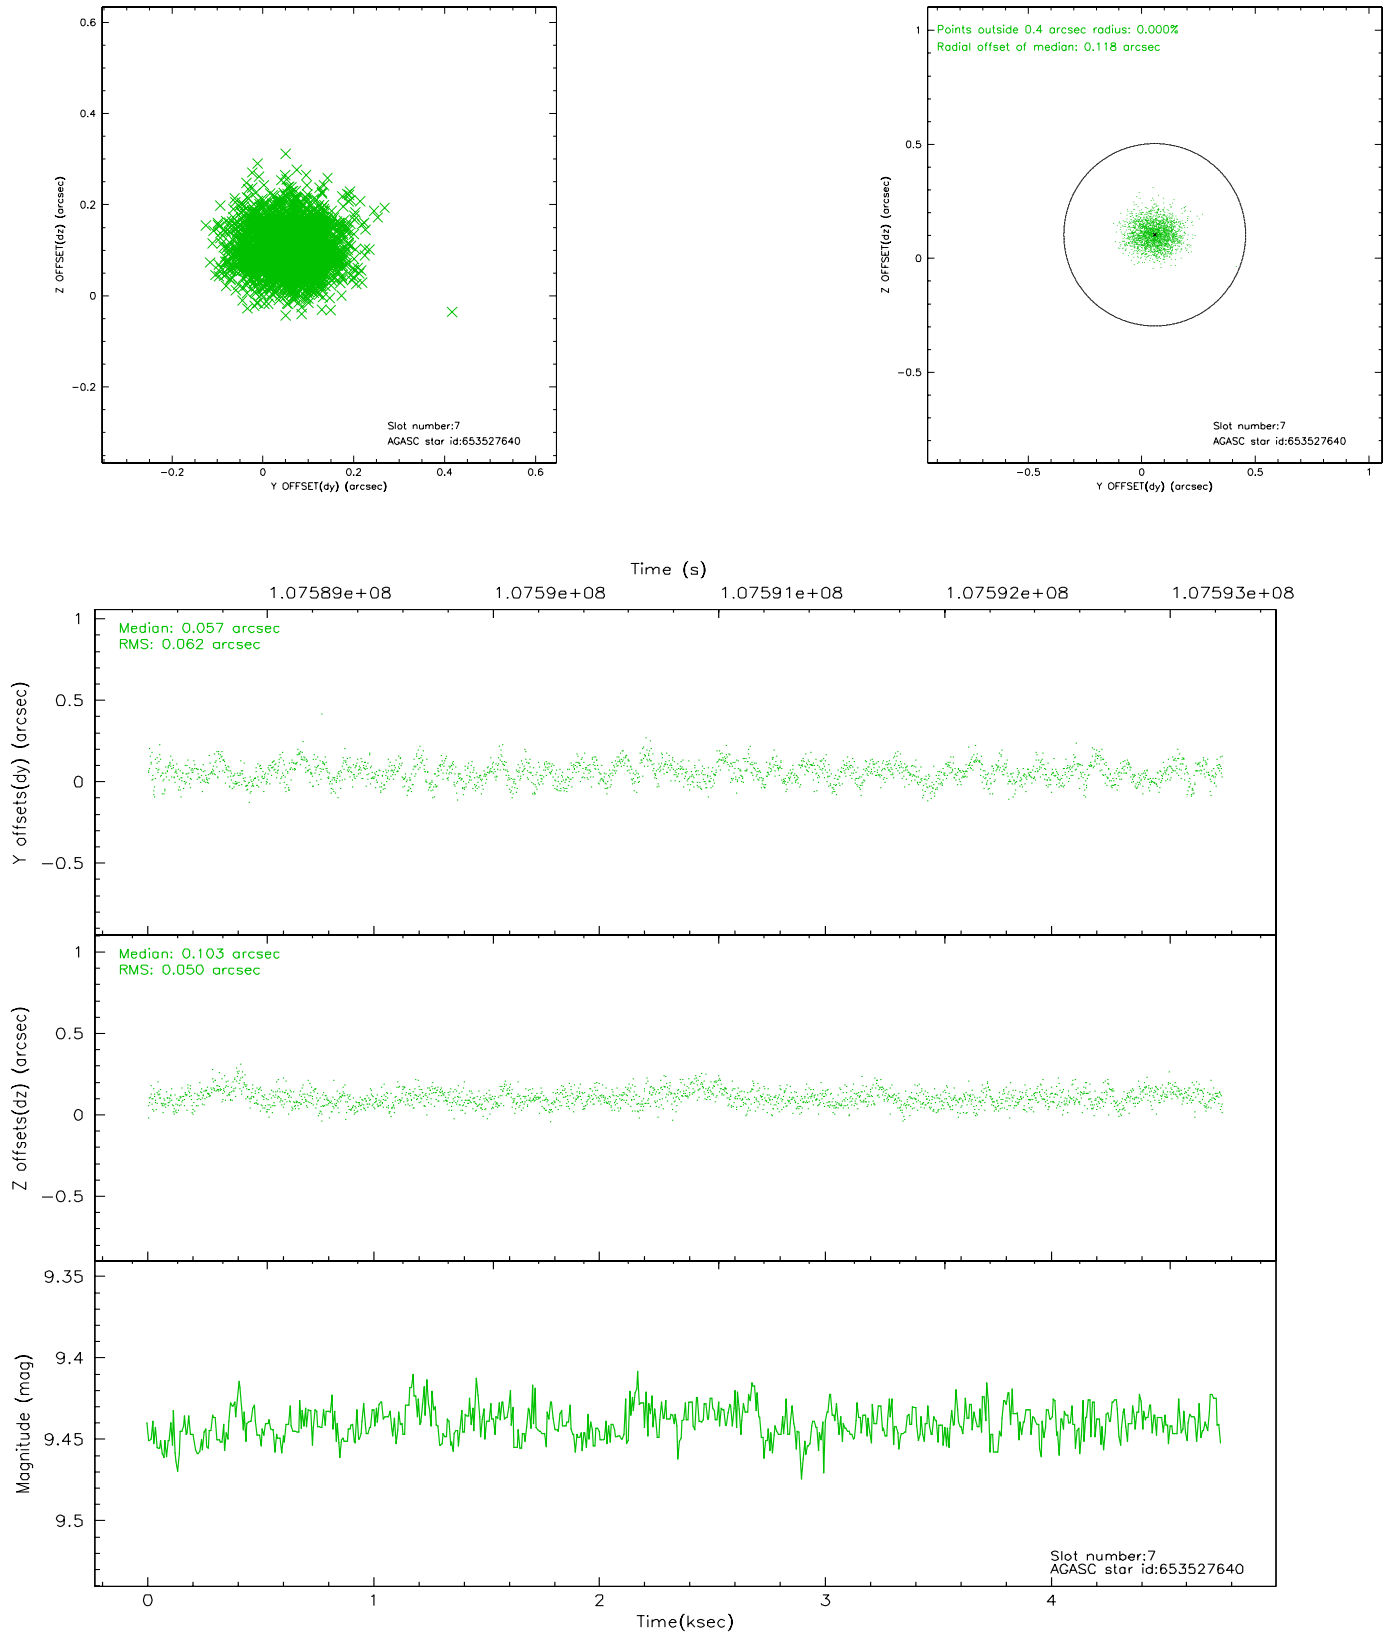 0.6
0.4
0.2
0
−0.2
Z OFFSET(dz) (arcsec)
Slot number:7
AGASC star id:653527640
−0.2 0 0.2 0.4 0.6
Y OFFSET(dy) (arcsec)
Points outside 0.4 arcsec radius: 0.000%
Radial offset of median: 0.118 arcsec
1
0.5
0
−0.5
Z OFFSET(dz) (arcsec)
Slot number:7
AGASC star id:653527640
−0.5 0 0.5 1
Y OFFSET(dy) (arcsec)
Time (s)
1.07589e+08 1.0759e+08 1.07591e+08 1.07592e+08 1.07593e+08
Median: 0.057 arcsec
RMS: 0.062 arcsec
1
0.5
0
−0.5
Y offsets(dy) (arcsec)
Median: 0.103 arcsec
RMS: 0.050 arcsec
1
0.5
0
−0.5
Z offsets(dz) (arcsec)
9.35
9.4
9.45
9.5
Magnitude (mag)
Slot number:7
AGASC star id:653527640
0 1 2 3 4
Time(ksec)